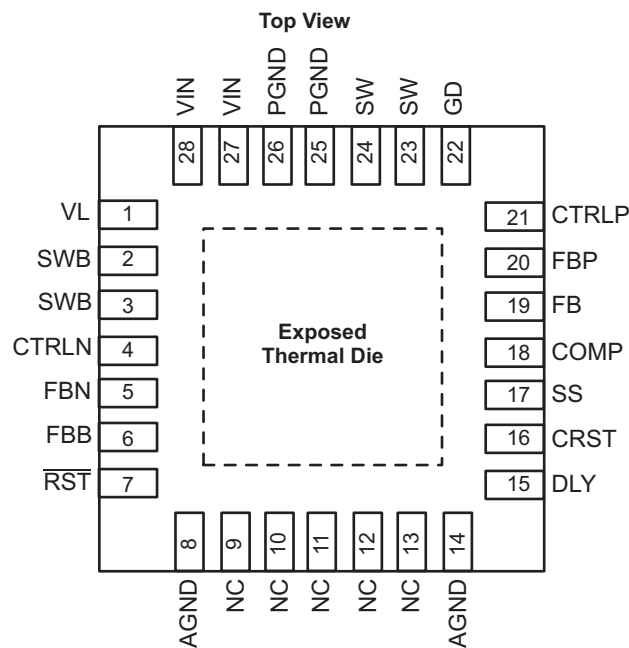 Top View
VIN VIN PGND PGND SW SW GD
28 27 26 25 24 23 22
VL 1 21 CTRLP
SWB 2 20 FBP
SWB 3 19 FB
CTRLN 4 18 COMP
FBN 5 17 SS
FBB 6 16 CRST
R̅S̅T̅ 7 15 DLY
Exposed
Thermal Die
8 9 10 11 12 13 14
AGND NC NC NC NC NC AGND